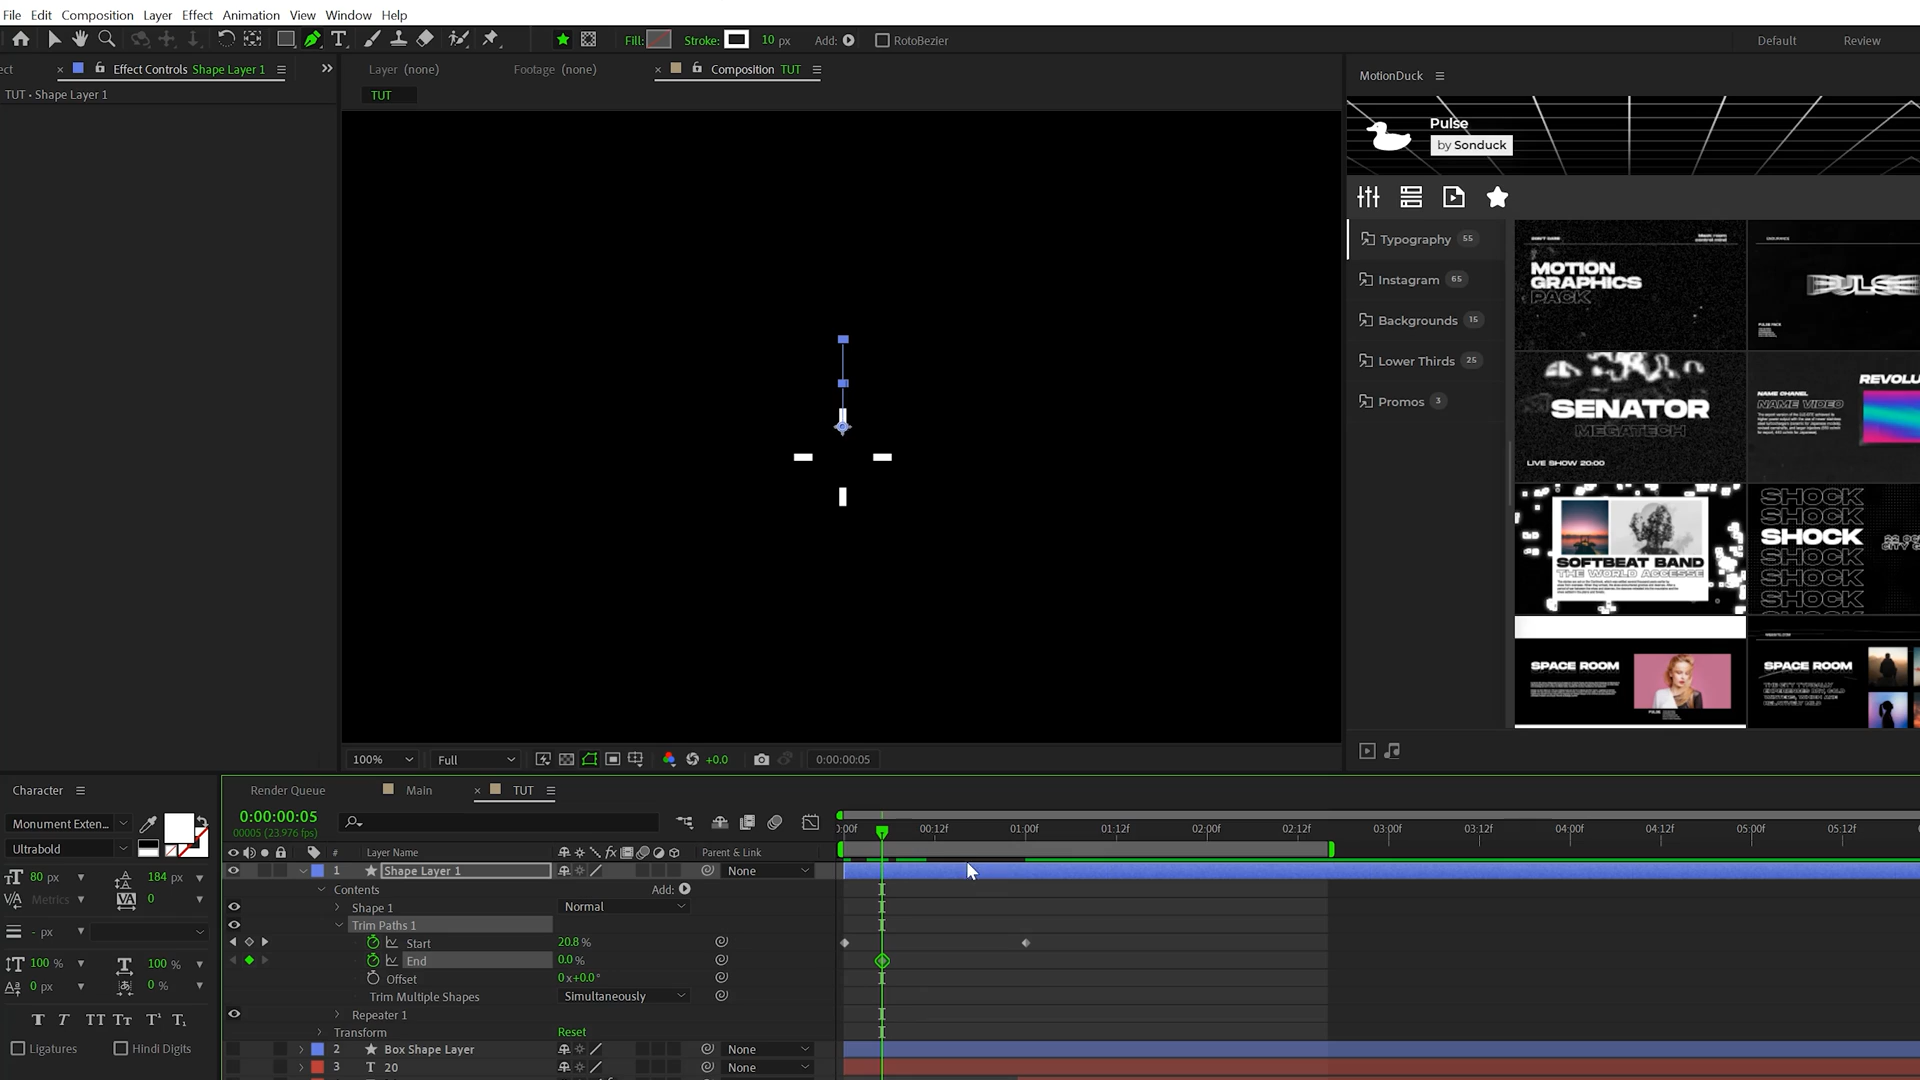 File Edit Composition Layer Effect Animation View Window Help
Fill: Stroke: 10 px Add: RotoBezier Default Review
ect × Effect Controls Shape Layer 1 Layer (none) Footage (none) × Composition TUT MotionDuck
TUT • Shape Layer 1 TUT
Pulse
by Sonduck
Typography 55
Instagram 65
Backgrounds 15
Lower Thirds 25
Promos 3
MOTION
GRAPHICS
PACK
PULSE
SENATOR
MEGATECH
LIVE SHOW 20:00
REVOLU
NAME CHANEL
NAME VIDEO
SOFTBEAT BAND
THE WORLD ACCESSE
SHOCK
SHOCK
SHOCK
SHOCK
SHOCK
SHOCK
SPACE ROOM
SPACE ROOM
100% Full +0.0 0:00:00:05
Character Render Queue Main × TUT
Monument Exten... 0:00:00:05
00005 (23.976 fps)
Ultrabold
:00f 00:12f 01:00f 01:12f 02:00f 02:12f 03:00f 03:12f 04:00f 04:12f 05:00f 05:12f
# Layer Name Parent & Link
80 px 184 px
Metrics 0
- px
100 % 100 %
0 px 0 %
Ligatures Hindi Digits
1 Shape Layer 1 None
Contents Add:
Shape 1 Normal
Trim Paths 1
Start 20.8 %
End 0.0 %
Offset 0x+0.0°
Trim Multiple Shapes Simultaneously
Repeater 1
Transform Reset
2 Box Shape Layer None
3 T 20 None